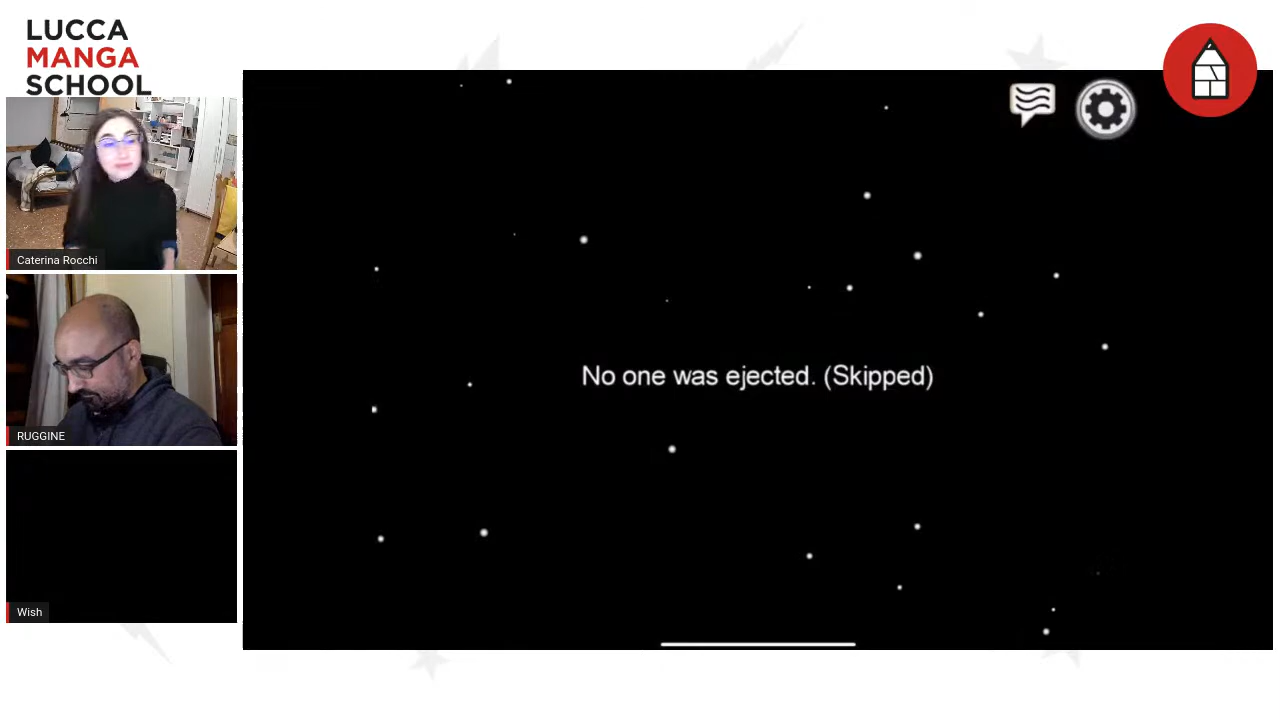 LUCCA
MANGA
SCHOOL
Caterina Rocchi
RUGGINE
Wish
No one was ejected. (Skipped)